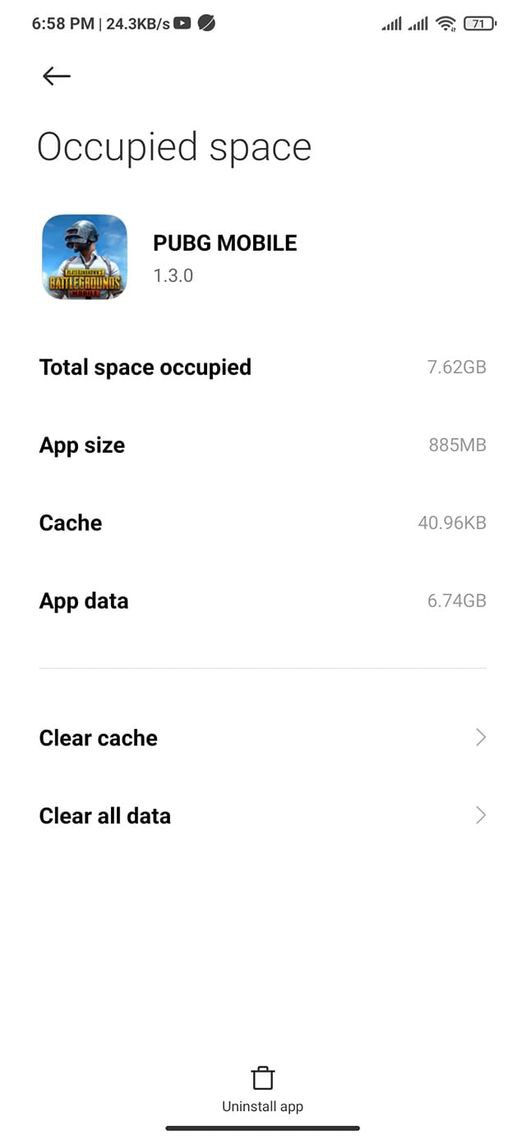 6:58 PM | 24.3KB/s
71
Occupied space
PUBG MOBILE
1.3.0
BATTLEGROUNDS
MOBILE
Total space occupied 7.62GB
App size 885MB
Cache 40.96KB
App data 6.74GB
Clear cache
Clear all data
Uninstall app